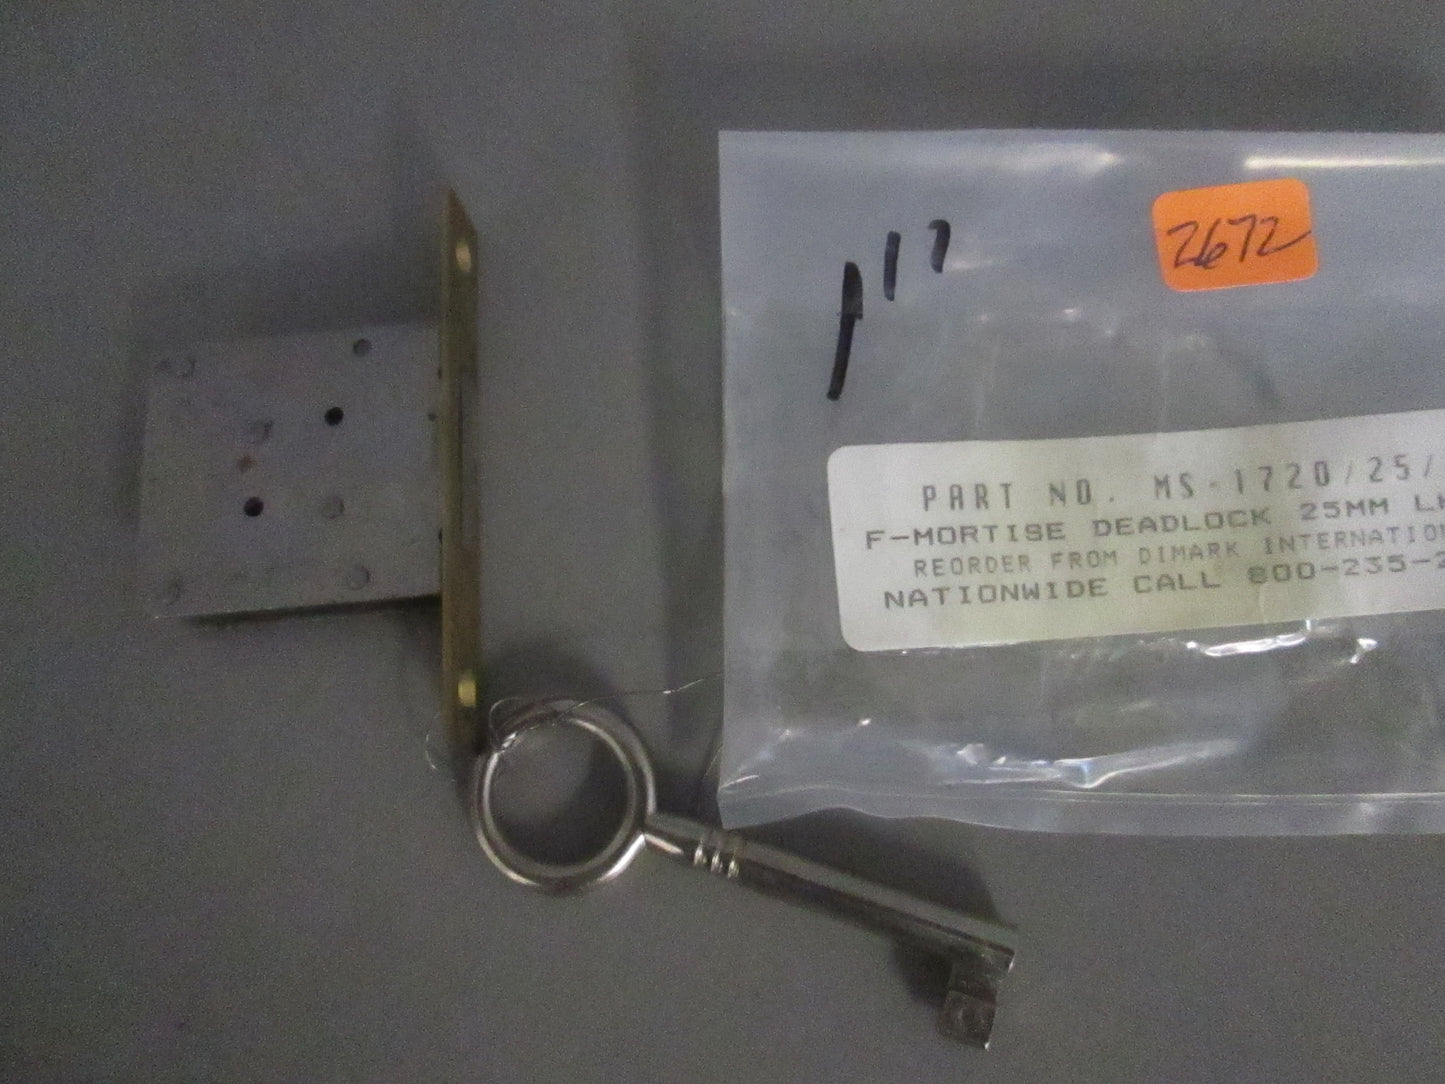 2672
1"
PART NO. MS-1720/25/
F-MORTISE DEADLOCK 25MM
REORDER FROM DIMARK
NATIONWIDE CALL 800-235-